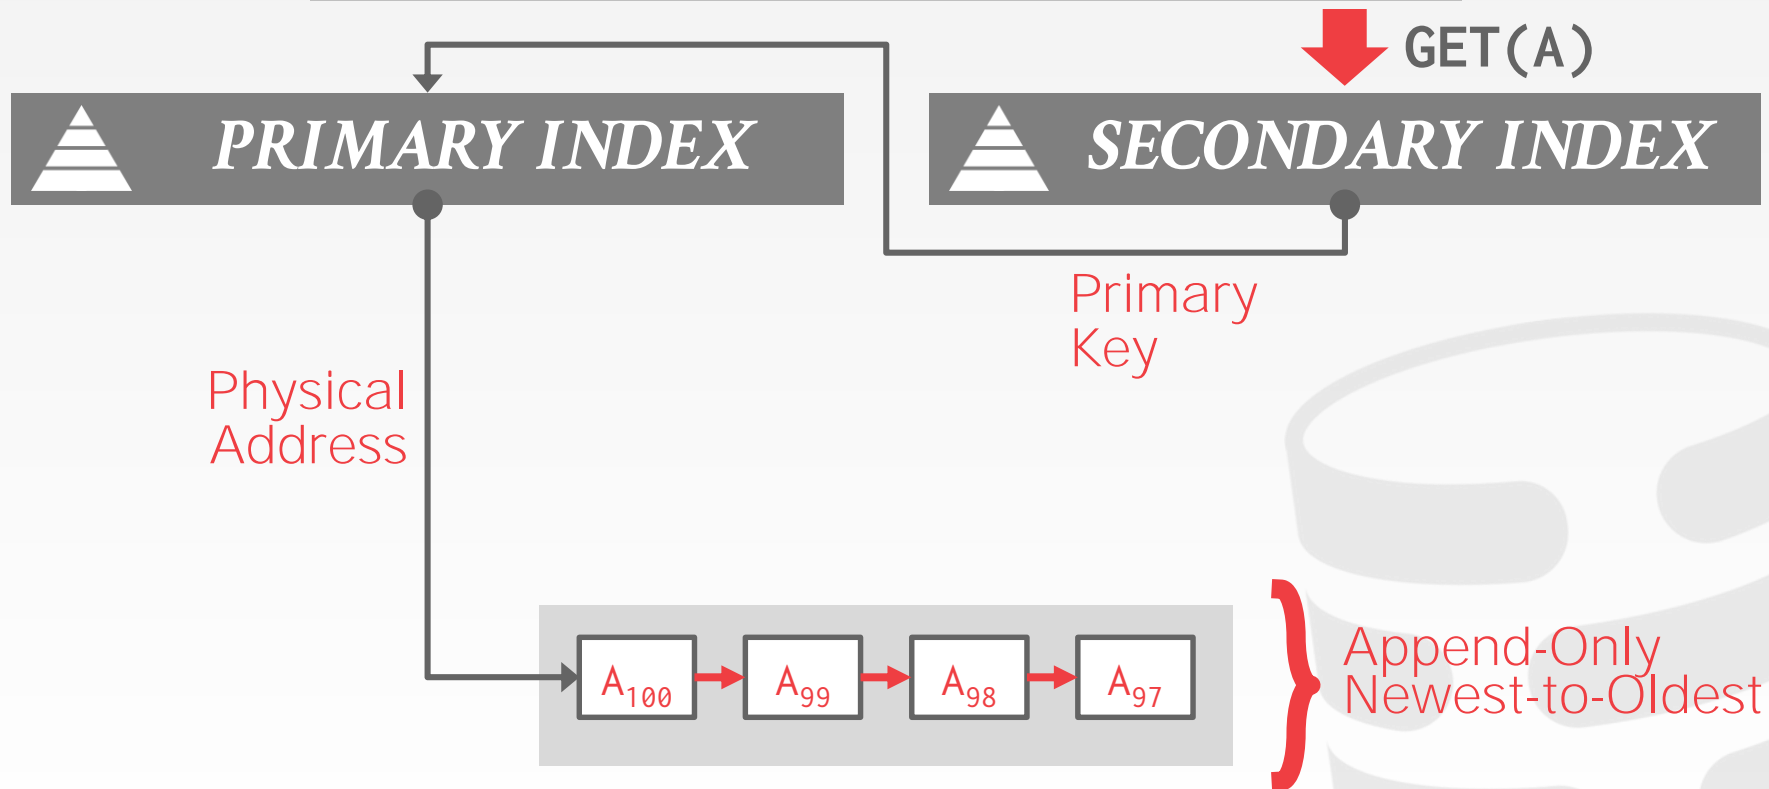 GET(A)
PRIMARY INDEX
SECONDARY INDEX
Primary
Key
Physical
Address
A100
A99
A98
A97
Append-Only
Newest-to-Oldest